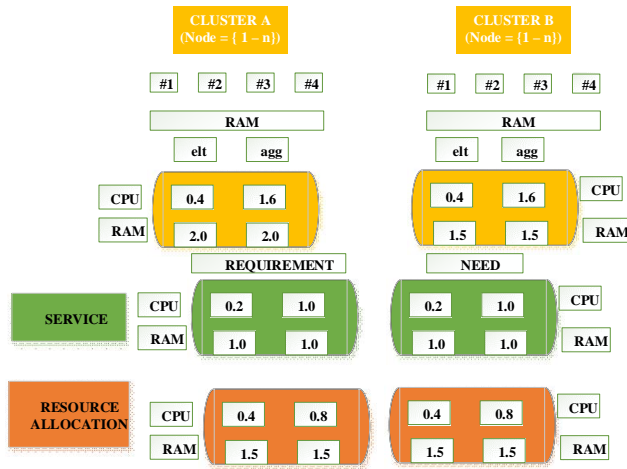 CLUSTER A
(Node = { 1 – n})
CLUSTER B
(Node = {1 – n})
#1 #2 #3 #4
#1 #2 #3 #4
RAM
RAM
elt agg
elt agg
CPU 0.4 1.6
0.4 1.6 CPU
RAM 2.0 2.0
1.5 1.5 RAM
REQUIREMENT
NEED
SERVICE
CPU 0.2 1.0
0.2 1.0 CPU
RAM 1.0 1.0
1.0 1.0 RAM
RESOURCE
ALLOCATION
CPU 0.4 0.8
0.4 0.8 CPU
RAM 1.5 1.5
1.5 1.5 RAM